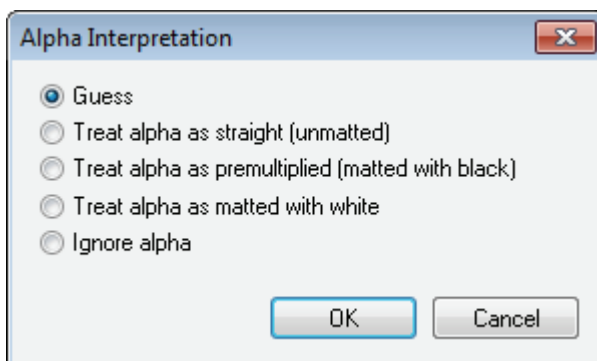 Alpha Interpretation
Guess
Treat alpha as straight (unmatted)
Treat alpha as premultiplied (matted with black)
Treat alpha as matted with white
Ignore alpha
OK Cancel